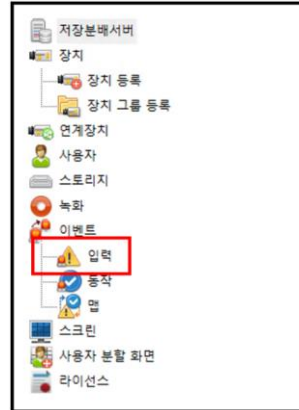 저장분배서버
장치
장치 등록
장치 그룹 등록
연계장치
사용자
스토리지
녹화
이벤트
입력
동작
맵
스크린
사용자 분할 화면
라이선스